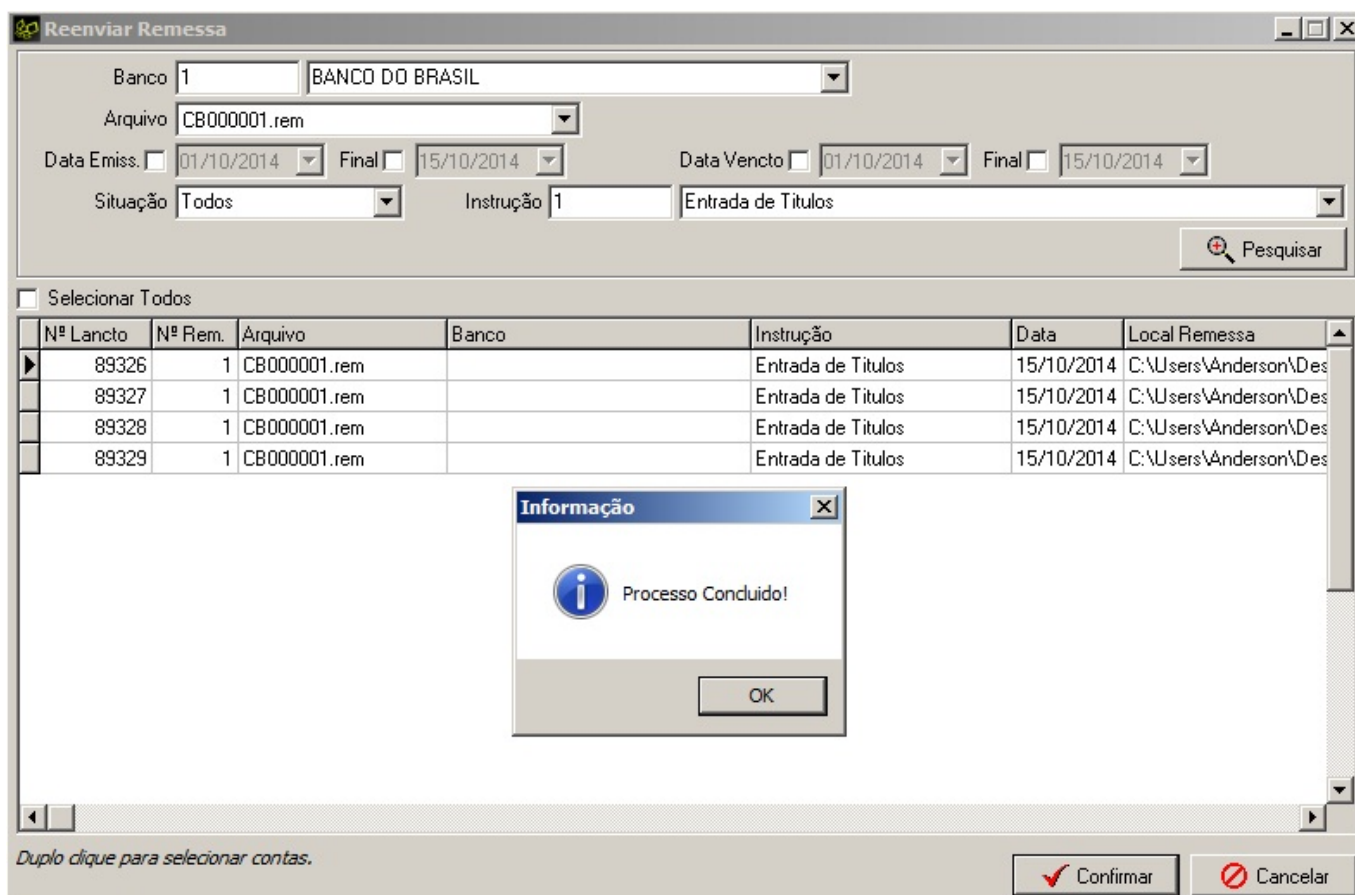 Reenviar Remessa
Banco 1 BANCO DO BRASIL
Arquivo CB000001.rem
Data Emiss. 01/10/2014 Final 15/10/2014 Data Vencto 01/10/2014 Final 15/10/2014
Situação Todos Instrução 1 Entrada de Titulos
Pesquisar
Selecionar Todos
Nº Lancto Nº Rem. Arquivo Banco Instrução Data Local Remessa
89326 1 CB000001.rem Entrada de Titulos 15/10/2014 C:\Users\Anderson\Des
89327 1 CB000001.rem Entrada de Titulos 15/10/2014 C:\Users\Anderson\Des
89328 1 CB000001.rem Entrada de Titulos 15/10/2014 C:\Users\Anderson\Des
89329 1 CB000001.rem Entrada de Titulos 15/10/2014 C:\Users\Anderson\Des
Informação
Processo Concluido!
OK
Duplo clique para selecionar contas.
Confirmar Cancelar